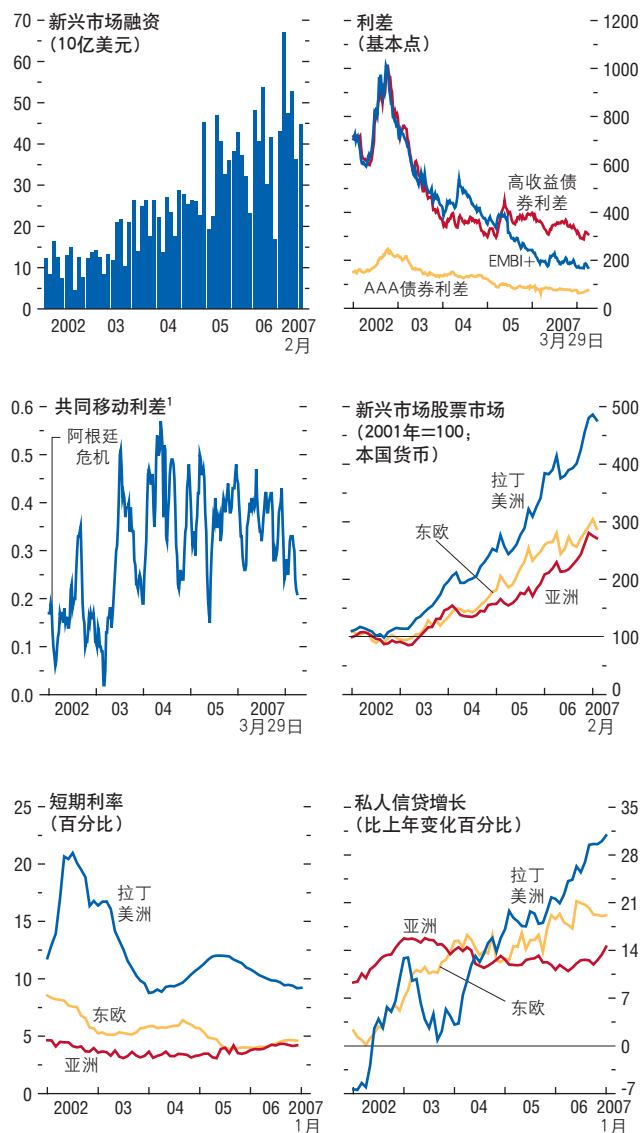 新兴市场融资
(10亿美元)
70
60
50
40
30
20
10
0
2002
03
04
05
06
2007
2月
利差
(基本点)
1200
1000
800
600
400
200
0
高收益债
券利差
EMBI+
AAA债券利差
2002
03
04
05
06
2007
3月29日
共同移动利差1
0.6
0.5
0.4
0.3
0.2
0.1
0.0
阿根廷
危机
2002
03
04
05
2007
3月29日
新兴市场股票市场
(2001年=100;
本国货币)
500
400
300
200
100
0
拉丁
美洲
东欧
亚洲
2002
03
04
05
06
2007
2月
短期利率
(百分比)
25
20
15
10
5
0
拉丁
美洲
东欧
亚洲
2002
03
04
05
06
2007
1月
私人信贷增长
(比上年变化百分比)
35
28
21
14
7
0
-7
拉丁
美洲
亚洲
东欧
2002
03
04
05
06
2007
1月